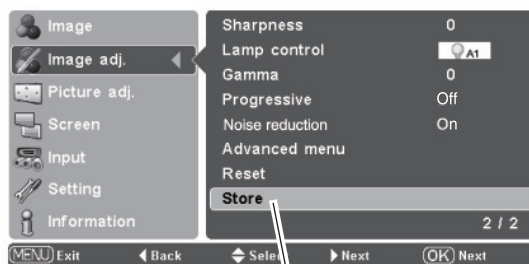 Image
Image adj.
Picture adj.
Screen
Input
Setting
Information
Sharpness 0
Lamp control A1
Gamma 0
Progressive Off
Noise reduction On
Advanced menu
Reset
Store
2 / 2
MENU Exit Back Select Next OK Next